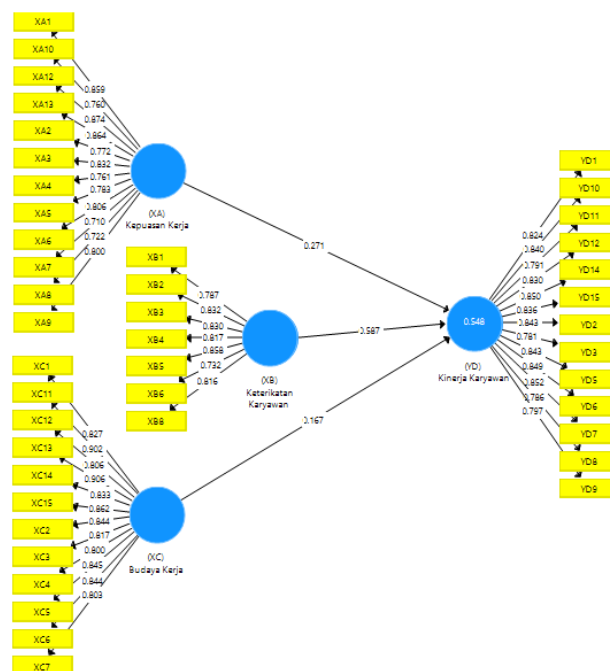 XA1
XA10
XA12
XA13
XA2
XA3
XA4
XA5
XA6
XA7
XA8
XA9
0.859
0.760
0.874
0.864
0.772
0.832
0.761
0.783
0.806
0.710
0.722
0.800
(XA)
Kepuasan Kerja
0.271
XB1
XB2
XB3
XB4
XB5
XB6
XB8
0.787
0.832
0.830
0.817
0.858
0.732
0.816
(XB)
Keterikatan
Karyawan
0.587
XC1
XC11
XC12
XC13
XC14
XC15
XC2
XC3
XC4
XC5
XC6
XC7
0.827
0.902
0.806
0.906
0.833
0.862
0.844
0.817
0.800
0.845
0.844
0.803
(XC)
Budaya Kerja
0.167
0.548
(YD)
Kinerja Karyawan
0.824
0.840
0.791
0.830
0.850
0.836
0.843
0.781
0.843
0.849
0.852
0.786
0.797
YD1
YD10
YD11
YD12
YD14
YD15
YD2
YD3
YD5
YD6
YD7
YD8
YD9